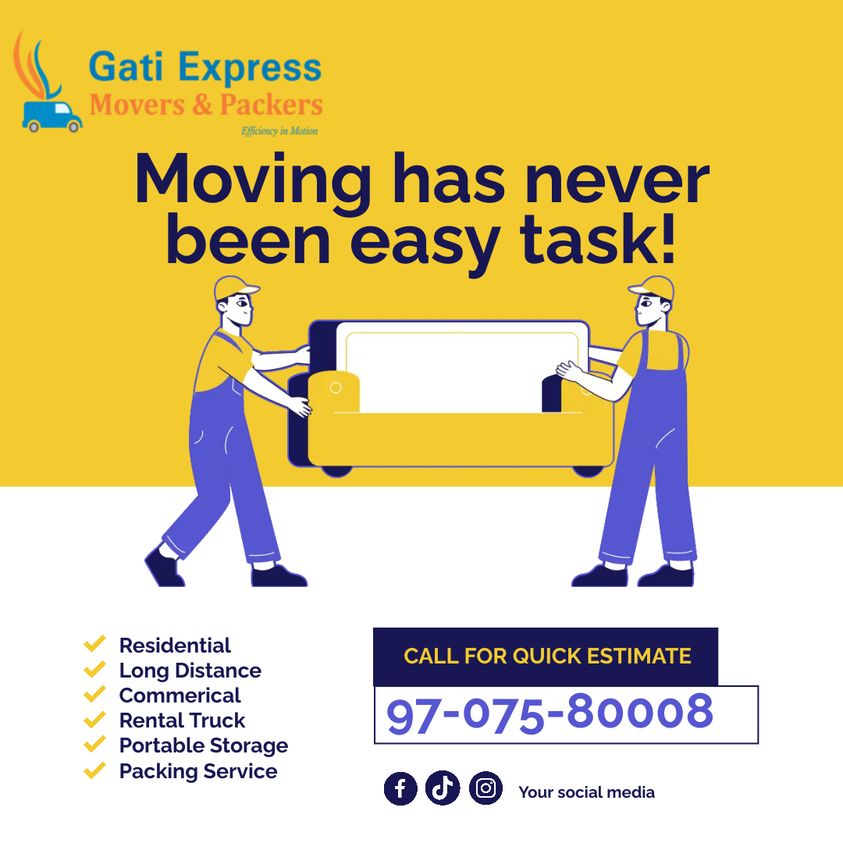 Gati Express
Movers & Packers
Efficiency in Motion
Moving has never
been easy task!
Residential
Long Distance
Commerical
Rental Truck
Portable Storage
Packing Service
CALL FOR QUICK ESTIMATE
97-075-80008
Your social media